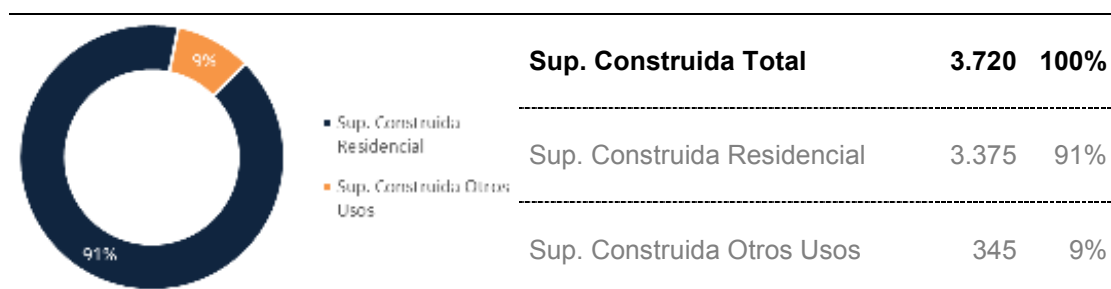 9%
91%
Sup. Construida
Residencial
Sup. Construida Otros
Usos
Sup. Construida Total 3.720 100%
Sup. Construida Residencial 3.375 91%
Sup. Construida Otros Usos 345 9%